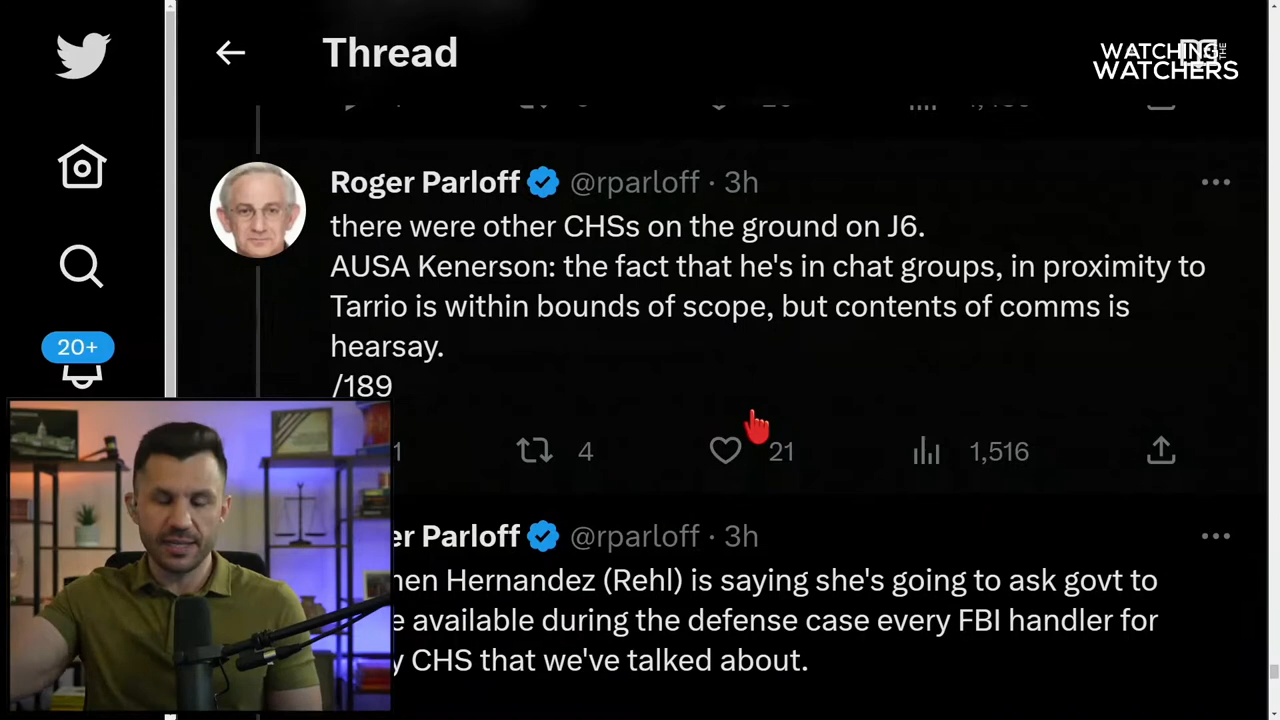 Thread
WATCHING THE
WATCHERS
Roger Parloff @rparloff · 3h
there were other CHSs on the ground on J6.
AUSA Kenerson: the fact that he's in chat groups, in proximity to
Tarrio is within bounds of scope, but contents of comms is
hearsay.
/189
20+
1 4 21 1,516
er Parloff @rparloff · 3h
men Hernandez (Rehl) is saying she's going to ask govt to
e available during the defense case every FBI handler for
y CHS that we've talked about.